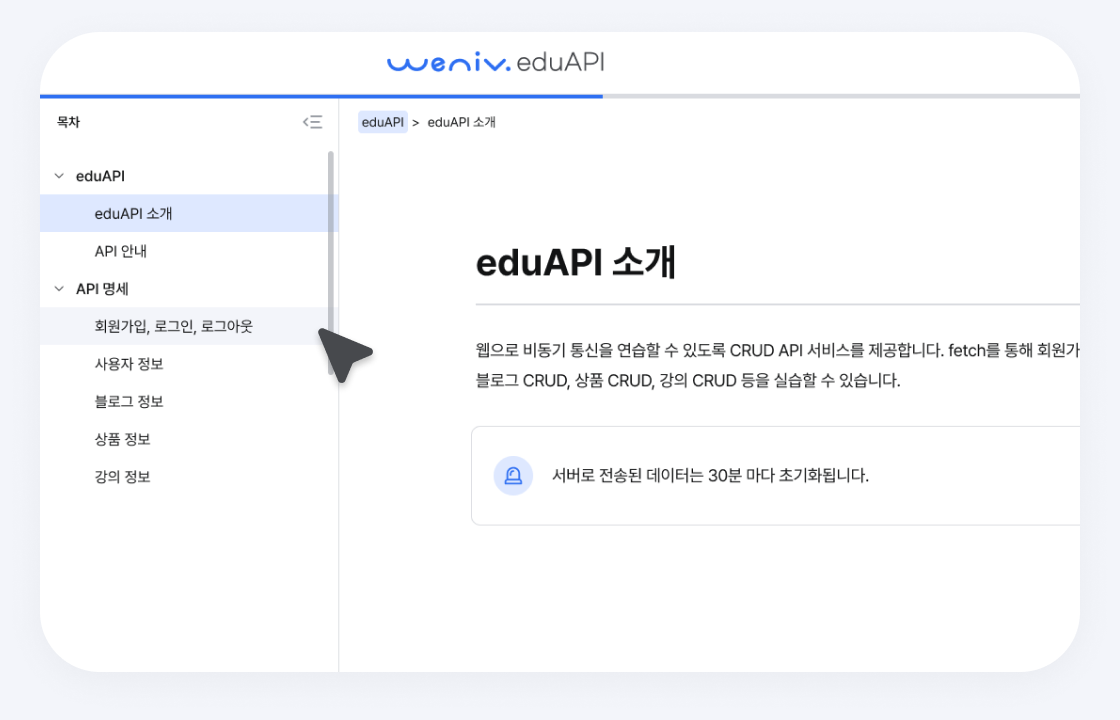 weniv. eduAPI
목차
eduAPI
eduAPI 소개
API 안내
API 명세
회원가입, 로그인, 로그아웃
사용자 정보
블로그 정보
상품 정보
강의 정보
eduAPI > eduAPI 소개
eduAPI 소개
웹으로 비동기 통신을 연습할 수 있도록 CRUD API 서비스를 제공합니다. fetch를 통해 회원가
블로그 CRUD, 상품 CRUD, 강의 CRUD 등을 실습할 수 있습니다.
서버로 전송된 데이터는 30분 마다 초기화됩니다.